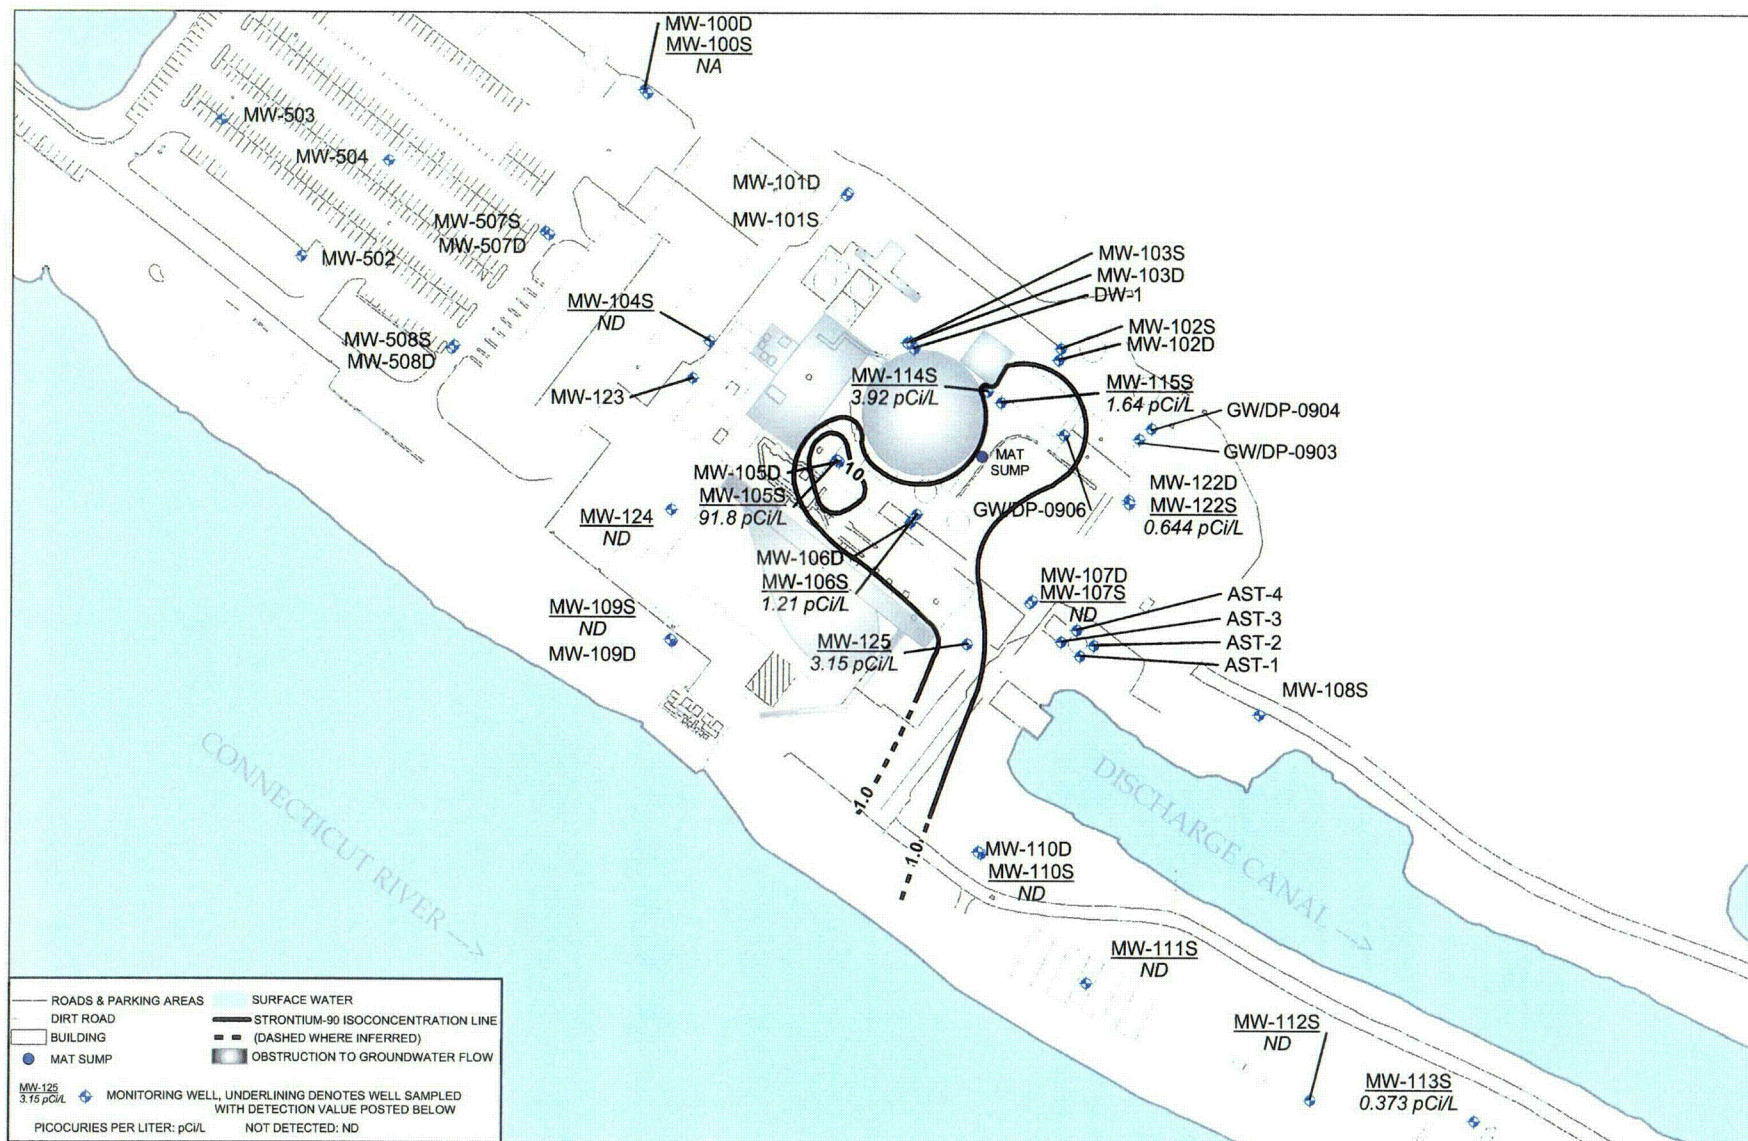 MW-100D
MW-100S
NA
MW-503
MW-504
MW-101D
MW-101S
MW-507S
MW-507D
MW-502
MW-103S
MW-103D
DW-1
MW-104S
ND
MW-102S
MW-102D
MW-508S
MW-508D
MW-123
MW-114S
3.92 pCi/L
MW-115S
1.64 pCi/L
GW/DP-0904
GW/DP-0903
MAT
SUMP
10
MW-105D
MW-105S
91.8 pCi/L
MW-122D
MW-122S
0.644 pCi/L
GW/DP-0906
MW-124
ND
MW-106D
MW-106S
1.21 pCi/L
MW-107D
MW-107S
ND
AST-4
AST-3
AST-2
AST-1
MW-109S
ND
MW-109D
MW-125
3.15 pCi/L
MW-108S
CONNECTICUT RIVER --->
DISCHARGE CANAL --->
1.0
1.0
MW-110D
MW-110S
ND
MW-111S
ND
MW-112S
ND
MW-113S
0.373 pCi/L
ROADS & PARKING AREAS
DIRT ROAD
BUILDING
MAT SUMP
SURFACE WATER
STRONTIUM-90 ISOCONCENTRATION LINE
(DASHED WHERE INFERRED)
OBSTRUCTION TO GROUNDWATER FLOW
MW-125
3.15 pCi/L
MONITORING WELL, UNDERLINING DENOTES WELL SAMPLED
WITH DETECTION VALUE POSTED BELOW
PICOCURIES PER LITER: pCi/L NOT DETECTED: ND